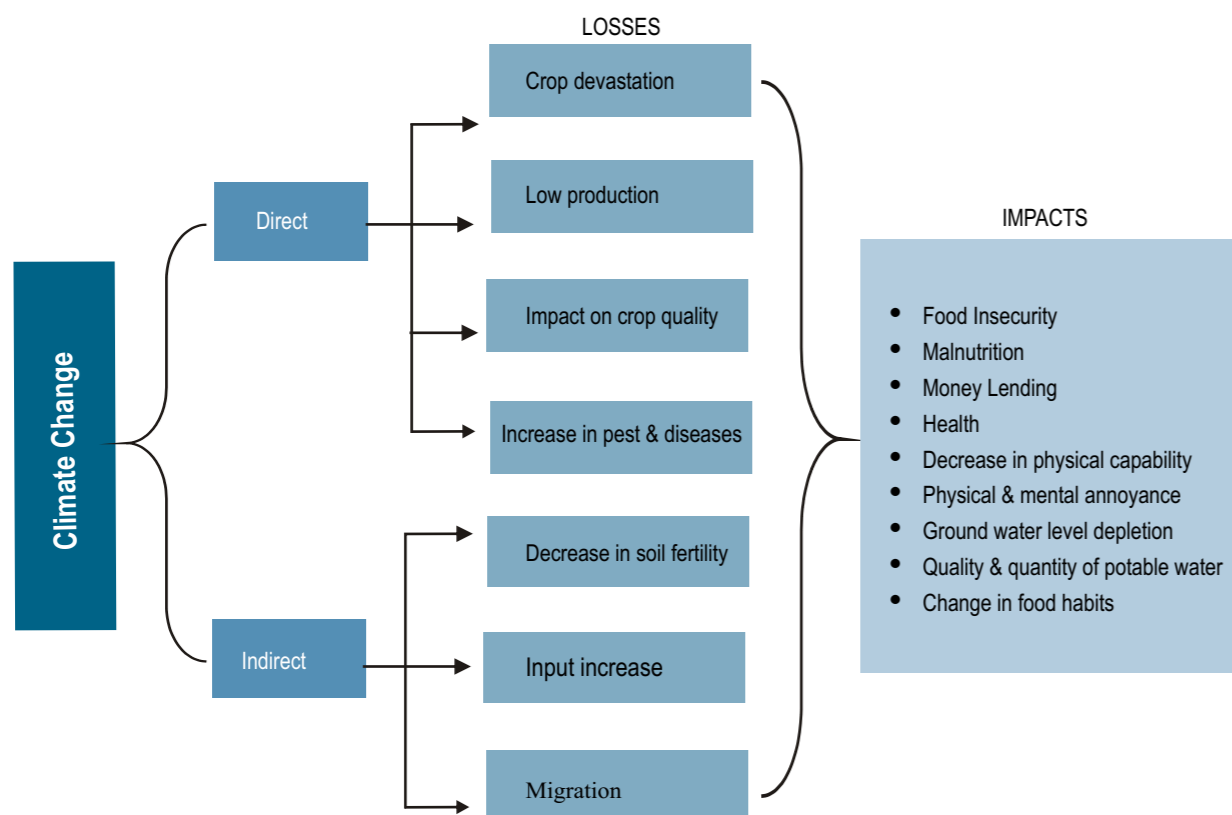 LOSSES
Crop devastation
Low production
Direct
IMPACTS
Impact on crop quality
• Food Insecurity
• Malnutrition
• Money Lending
• Health
• Decrease in physical capability
• Physical & mental annoyance
• Ground water level depletion
• Quality & quantity of potable water
• Change in food habits
Climate Change
Increase in pest & diseases
Decrease in soil fertility
Indirect
Input increase
Migration